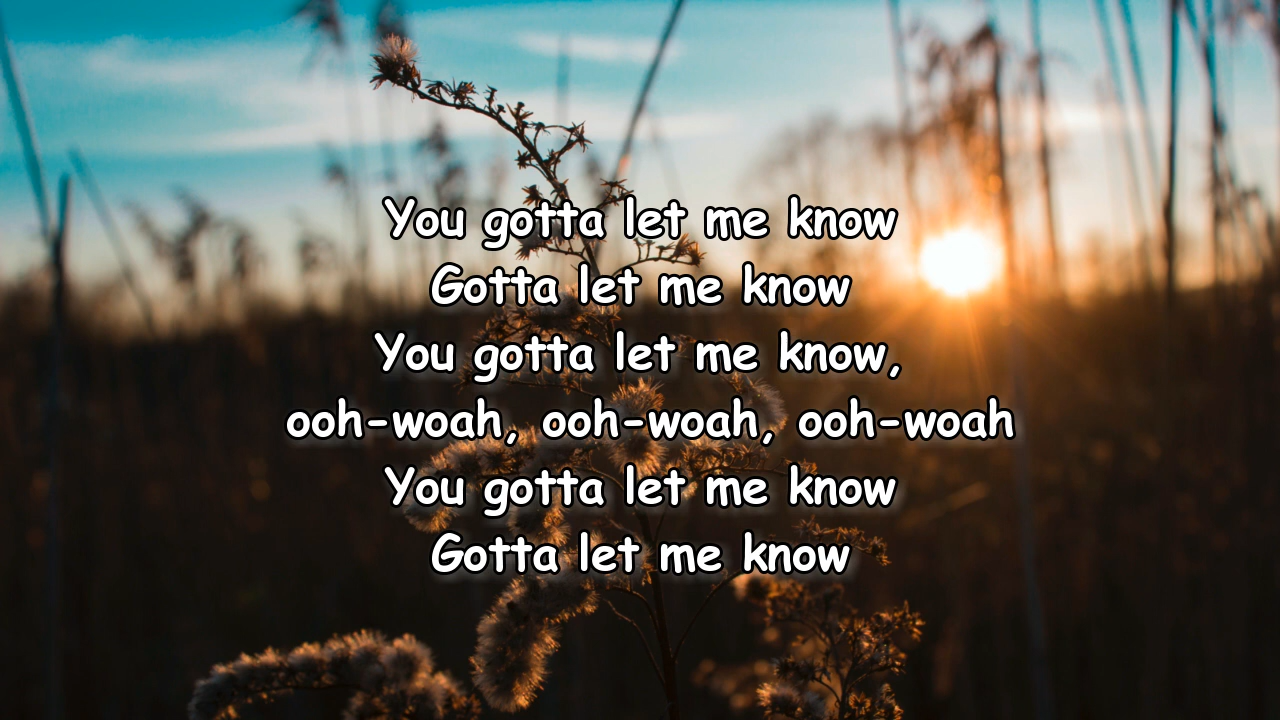 You gotta let me know
Gotta let me know
You gotta let me know,
ooh-woah, ooh-woah, ooh-woah
You gotta let me know
Gotta let me know